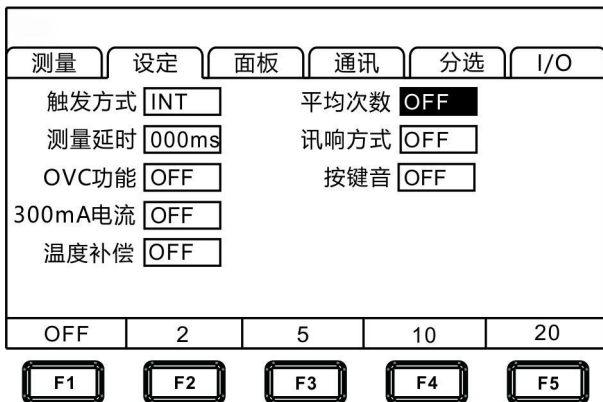 测量 设定 面板 通讯 分选 I/O
触发方式 INT 平均次数 OFF
测量延时 000ms 讯响方式 OFF
OVC功能 OFF 按键音 OFF
300mA电流 OFF
温度补偿 OFF
OFF 2 5 10 20
F1 F2 F3 F4 F5